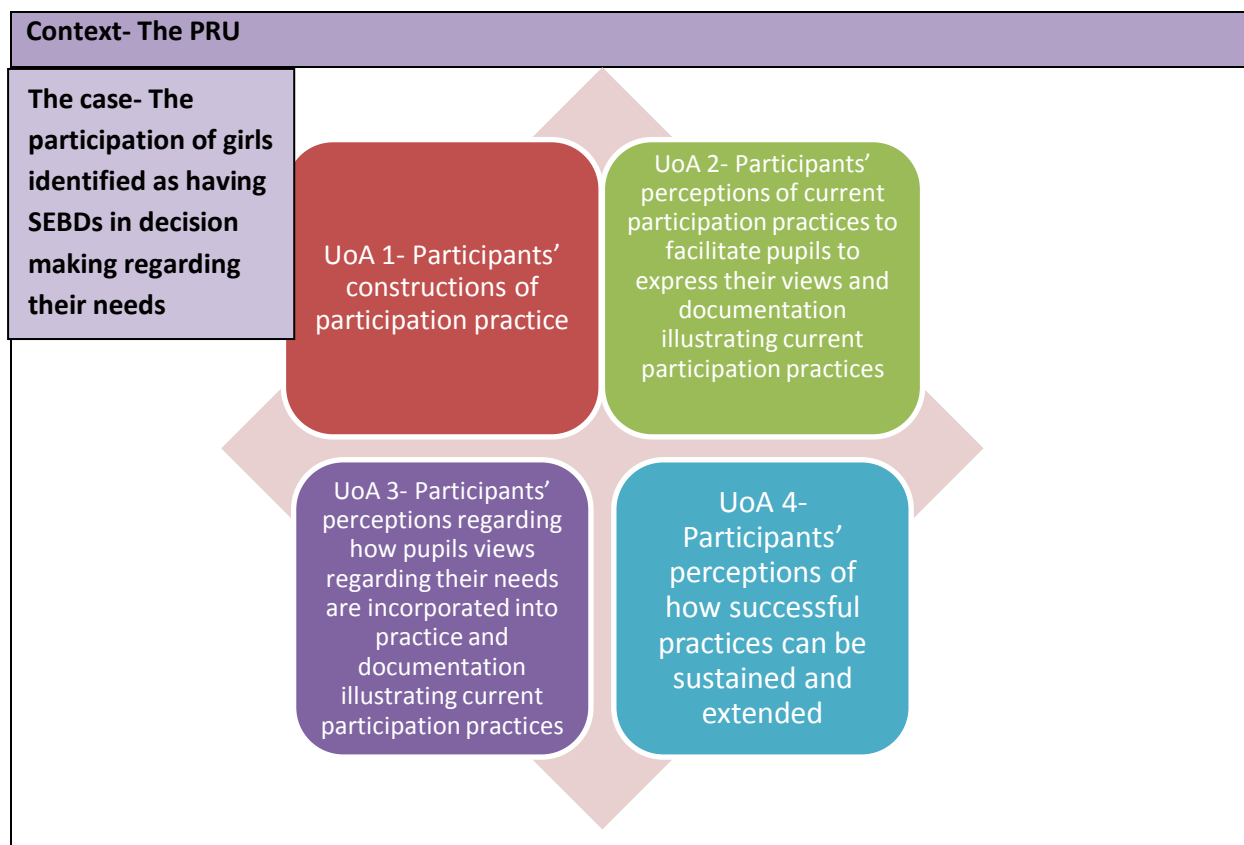 Context- The PRU
The case- The
participation of girls
identified as having
SEBDs in decision
making regarding
their needs
UoA 1- Participants’
constructions of
participation practice
UoA 2- Participants’
perceptions of current
participation practices to
facilitate pupils to
express their views and
documentation
illustrating current
participation practices
UoA 3- Participants’
perceptions regarding
how pupils views
regarding their needs
are incorporated into
practice and
documentation
illustrating current
participation practices
UoA 4-
Participants’
perceptions of
how successful
practices can be
sustained and
extended